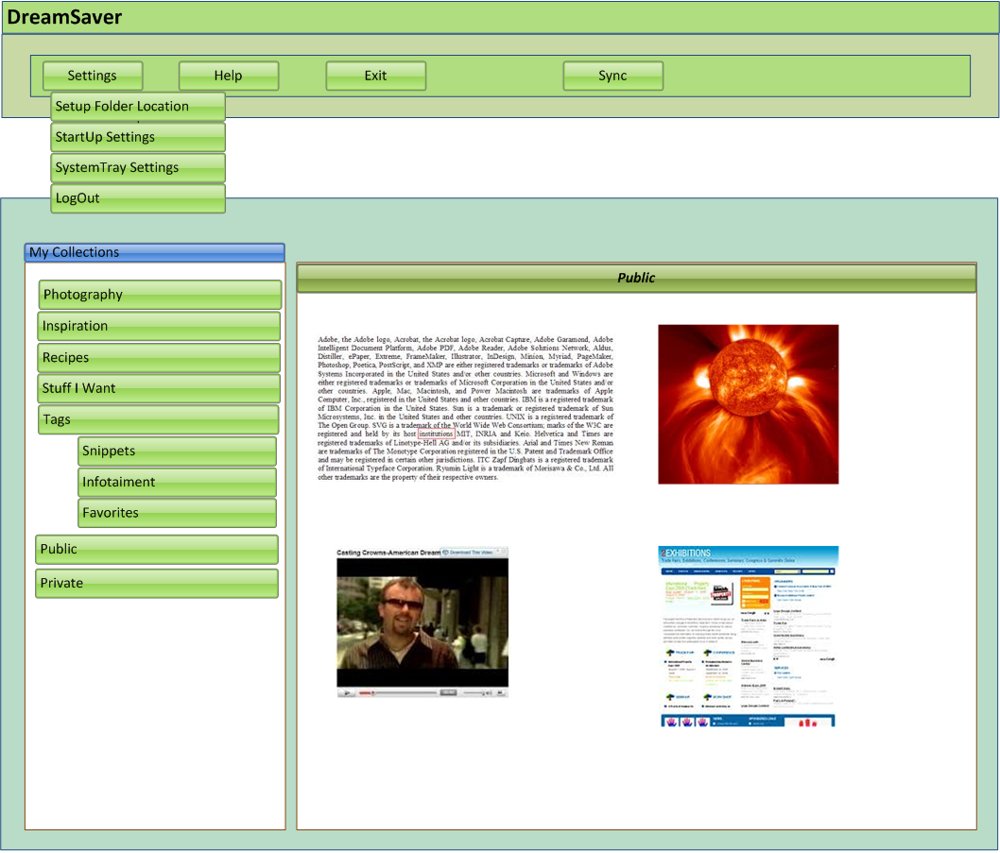 DreamSaver
Settings Help Exit Sync
Setup Folder Location
StartUp Settings
SystemTray Settings
LogOut
My Collections
Photography
Inspiration
Recipes
Stuff I Want
Tags
Snippets
Infotaiment
Favorites
Public
Private
Public
Adobe, the Adobe logo, Acrobat, the Acrobat logo, Acrobat Capture, Adobe Garamond, Adobe
Intelligent Document Platform, Adobe PDF, Adobe Reader, Adobe Solutions Network, Aldus,
Distiller, ePaper, Extreme, FrameMaker, Illustrator, InDesign, Minion, Myriad, PageMaker,
Photoshop, Poetica, PostScript, and XMP are either registered trademarks or trademarks of Adobe
Systems Incorporated in the United States and/or other countries. Microsoft and Windows are
either registered trademarks or trademarks of Microsoft Corporation in the United States and/or
other countries. Apple, Mac, Macintosh, and Power Macintosh are trademarks of Apple
Computer, Inc., registered in the United States and other countries. IBM is a registered trademark
of IBM Corporation in the United States. Sun is a trademark or registered trademark of Sun
Microsystems, Inc. in the United States and other countries. UNIX is a registered trademark of
The Open Group. SVG is a trademark of the World Wide Web Consortium; marks of the W3C are
registered and held by its host institutions MIT, INRIA and Keio. Helvetica and Times are
registered trademarks of Linotype-Hell AG and/or its subsidiaries. Arial and Times New Roman
are trademarks of The Monotype Corporation registered in the U.S. Patent and Trademark Office
and may be registered in certain other jurisdictions. ITC Zapf Dingbats is a registered trademark
of International Typeface Corporation. Ryumin Light is a trademark of Morisawa & Co., Ltd. All
other trademarks are the property of their respective owners.
Casting Crowns-American Dream Download This Video
EXHIBITIONS
Trade Fairs, Exhibitions, Conferences, Seminars, Congress & Summits Online